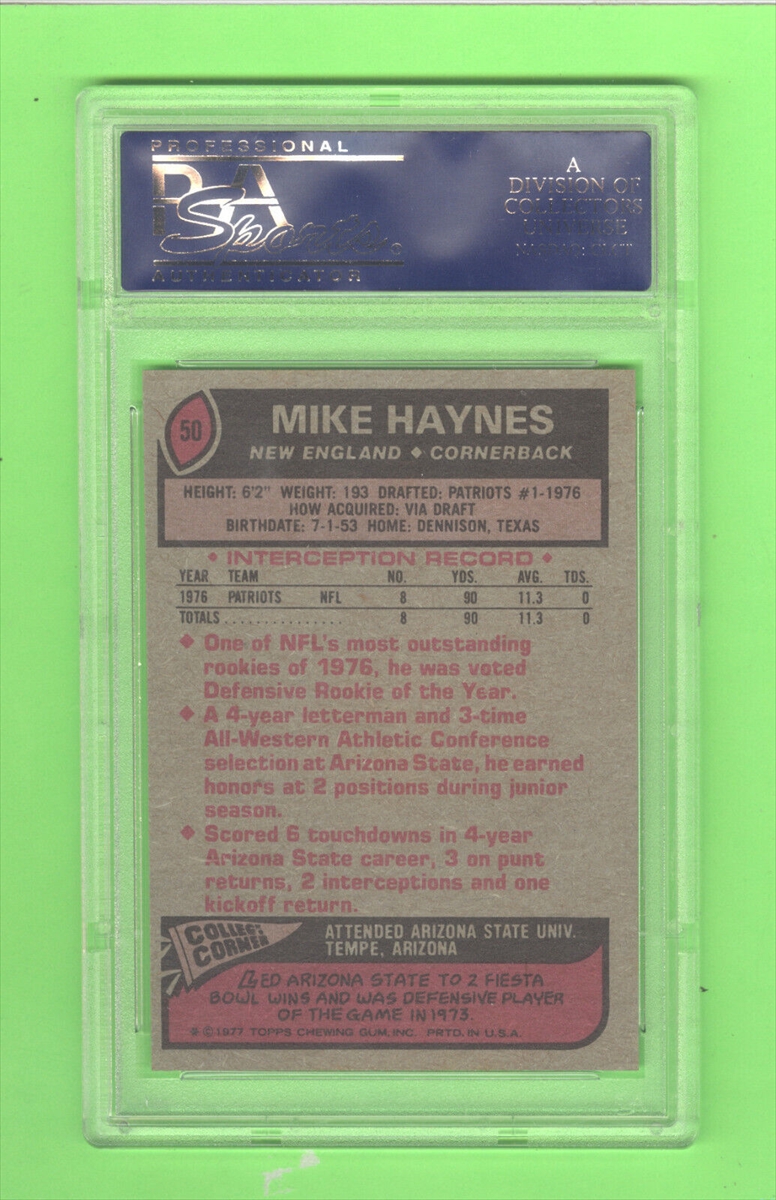 PROFESSIONAL
PSA
Sports
AUTHENTICATOR
A
DIVISION OF
COLLECTORS
UNIVERSE
50
MIKE HAYNES
NEW ENGLAND ♦ CORNERBACK
HEIGHT: 6'2" WEIGHT: 193 DRAFTED: PATRIOTS #1-1976
HOW ACQUIRED: VIA DRAFT
BIRTHDATE: 7-1-53 HOME: DENNISON, TEXAS
♦ INTERCEPTION RECORD ♦
YEAR TEAM NO. YDS. AVG. TDS.
1976 PATRIOTS NFL 8 90 11.3 0
TOTALS............... 8 90 11.3 0
♦ One of NFL's most outstanding
rookies of 1976, he was voted
Defensive Rookie of the Year.
♦ A 4-year letterman and 3-time
All-Western Athletic Conference
selection at Arizona State, he earned
honors at 2 positions during junior
season.
♦ Scored 6 touchdowns in 4-year
Arizona State career, 3 on punt
returns, 2 interceptions and one
kickoff return.
COLLEGE
CORNER
ATTENDED ARIZONA STATE UNIV.
TEMPE, ARIZONA
LED ARIZONA STATE TO 2 FIESTA
BOWL WINS AND WAS DEFENSIVE PLAYER
OF THE GAME IN 1973.
© 1977 TOPPS CHEWING GUM, INC. PRTD. IN U.S.A.